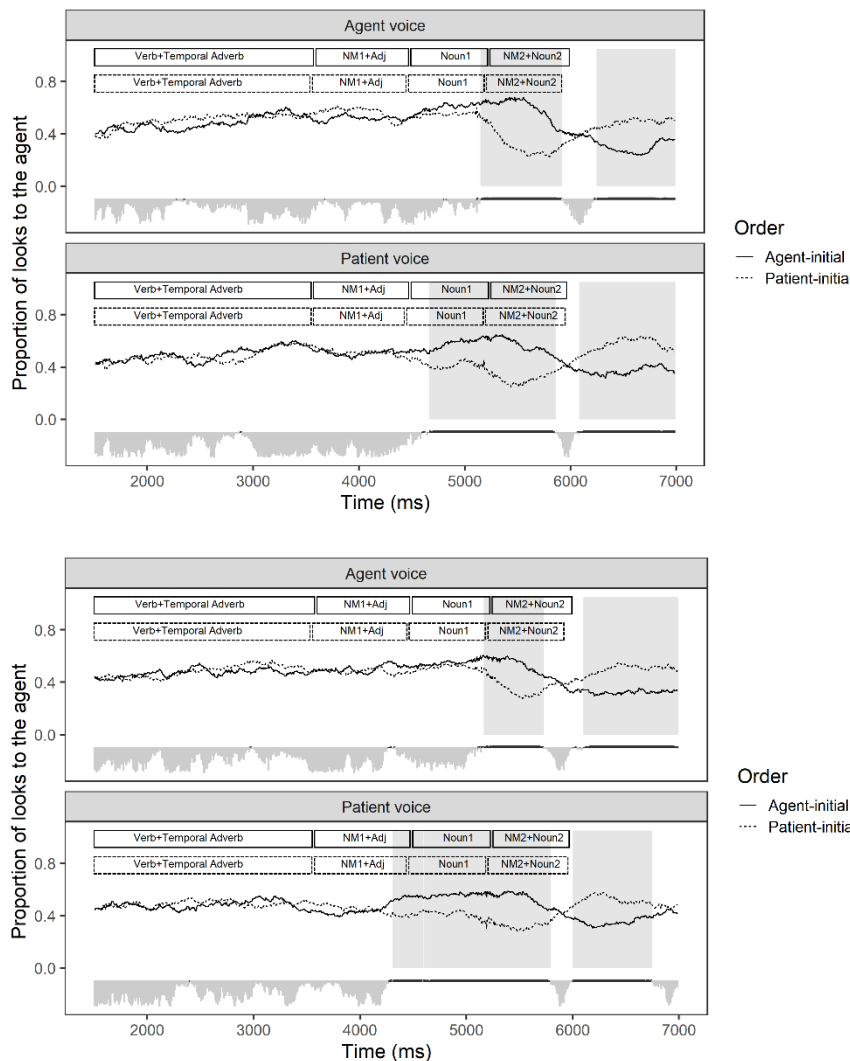 Agent voice
Verb+Temporal Adverb NM1+Adj Noun1 NM2+Noun2
Verb+Temporal Adverb NM1+Adj Noun1 NM2+Noun2
0.8
0.4
0.0
Patient voice
Verb+Temporal Adverb NM1+Adj Noun1 NM2+Noun2
Verb+Temporal Adverb NM1+Adj Noun1 NM2+Noun2
0.8
0.4
0.0
Proportion of looks to the agent
2000 3000 4000 5000 6000 7000
Time (ms)
Order
Agent-initial
Patient-initia
Agent voice
Verb+Temporal Adverb NM1+Adj Noun1 NM2+Noun2
Verb+Temporal Adverb NM1+Adj Noun1 NM2+Noun2
0.8
0.4
0.0
Patient voice
Verb+Temporal Adverb NM1+Adj Noun1 NM2+Noun2
Verb+Temporal Adverb NM1+Adj Noun1 NM2+Noun2
0.8
0.4
0.0
Proportion of looks to the agent
2000 3000 4000 5000 6000 7000
Time (ms)
Order
Agent-initial
Patient-initia